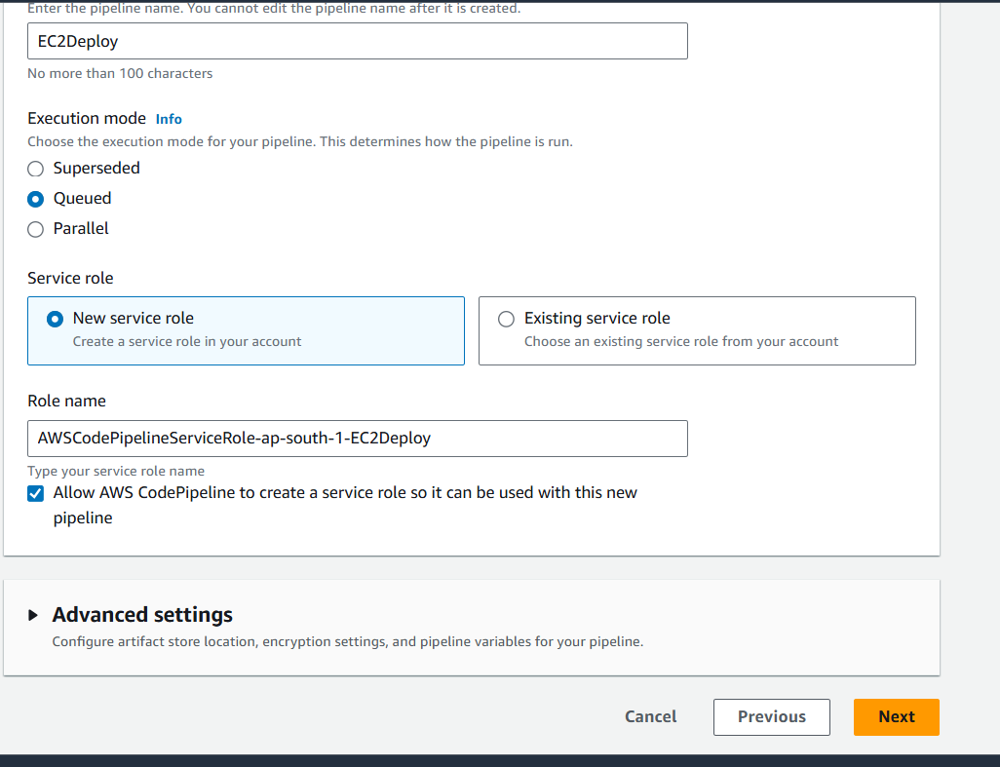 Enter the pipeline name. You cannot edit the pipeline name after it is created.
EC2Deploy
No more than 100 characters
Execution mode Info
Choose the execution mode for your pipeline. This determines how the pipeline is run.
Superseded
Queued
Parallel
Service role
New service role
Create a service role in your account
Existing service role
Choose an existing service role from your account
Role name
AWSCodePipelineServiceRole-ap-south-1-EC2Deploy
Type your service role name
Allow AWS CodePipeline to create a service role so it can be used with this new
pipeline
Advanced settings
Configure artifact store location, encryption settings, and pipeline variables for your pipeline.
Cancel
Previous
Next